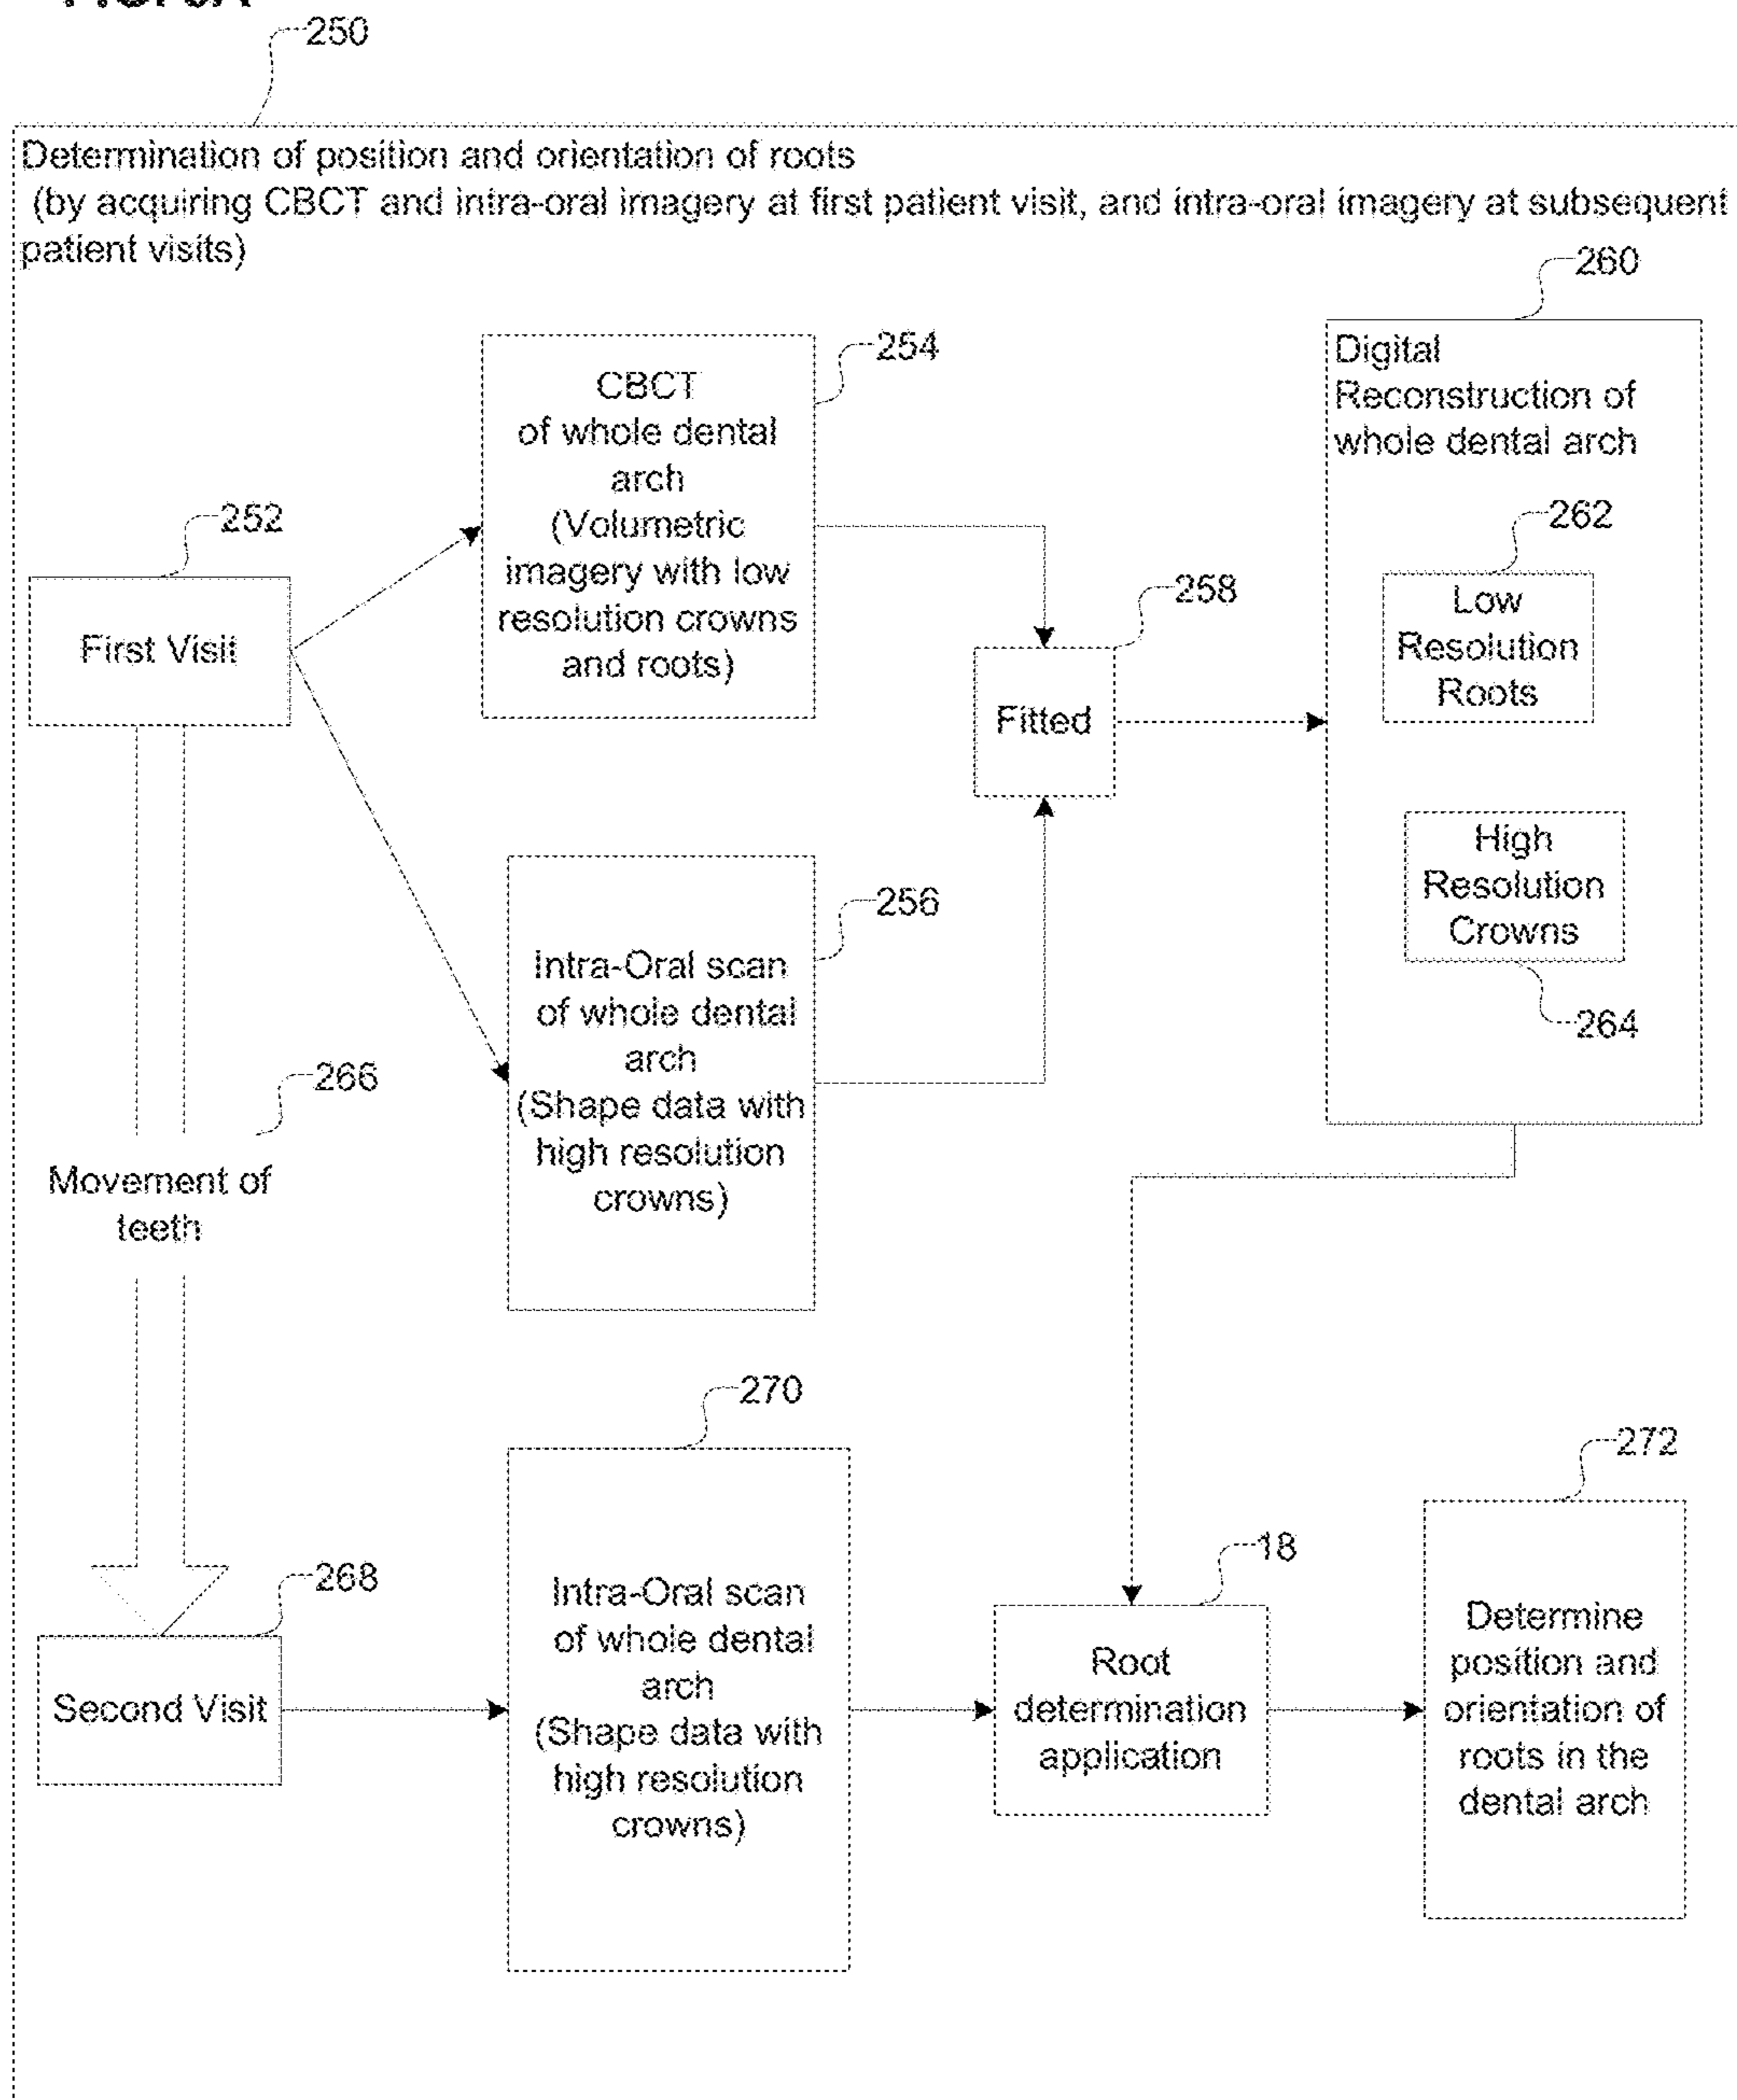 250
Determination of position and orientation of roots
(by acquiring CBCT and intra-oral imagery at first patient visit, and intra-oral imagery at subsequent
patient visits)
260
254
CBCT
of whole dental
arch
(Volumetric
imagery with low
resolution crowns
and roots)
Digital
Reconstruction of
whole dental arch
252
First Visit
262
Low
Resolution
Roots
258
Fitted
High
Resolution
Crowns
264
256
Intra-Oral scan
of whole dental
arch
(Shape data with
high resolution
crowns)
266
Movement of
teeth
270
272
268
Second Visit
Intra-Oral scan
of whole dental
arch
(Shape data with
high resolution
crowns)
18
Root
determination
application
Determine
position and
orientation of
roots in the
dental arch